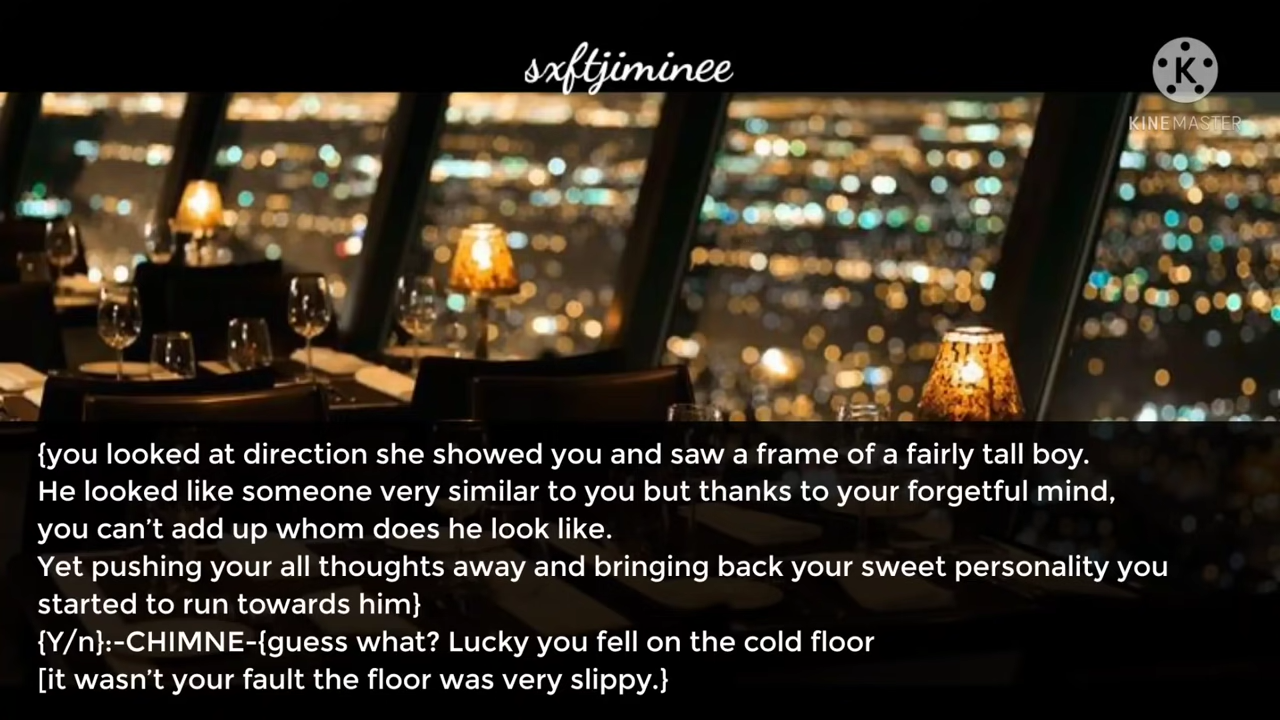 sxftjiminee
K
KINEMASTER
{you looked at direction she showed you and saw a frame of a fairly tall boy.
He looked like someone very similar to you but thanks to your forgetful mind,
you can’t add up whom does he look like.
Yet pushing your all thoughts away and bringing back your sweet personality you
started to run towards him}
{Y/n}:-CHIMNE-{guess what? Lucky you fell on the cold floor
[it wasn’t your fault the floor was very slippy.}